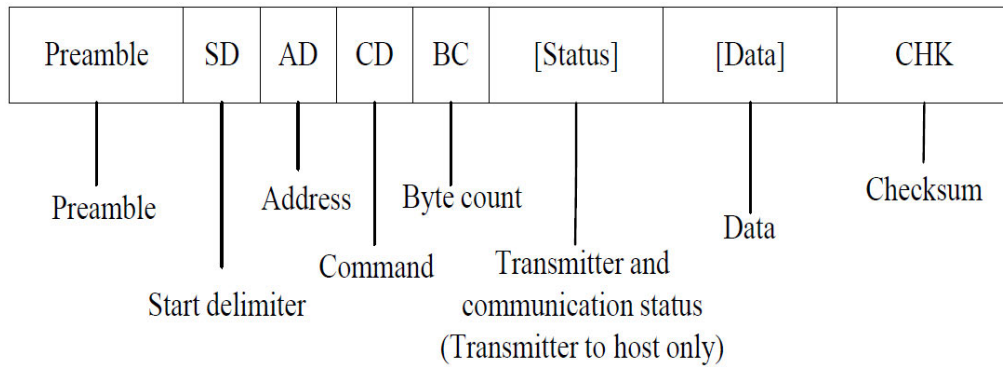 Preamble SD AD CD BC [Status] [Data] CHK
Preamble
Start delimiter
Address
Command
Byte count
Transmitter and
communication status
(Transmitter to host only)
Data
Checksum